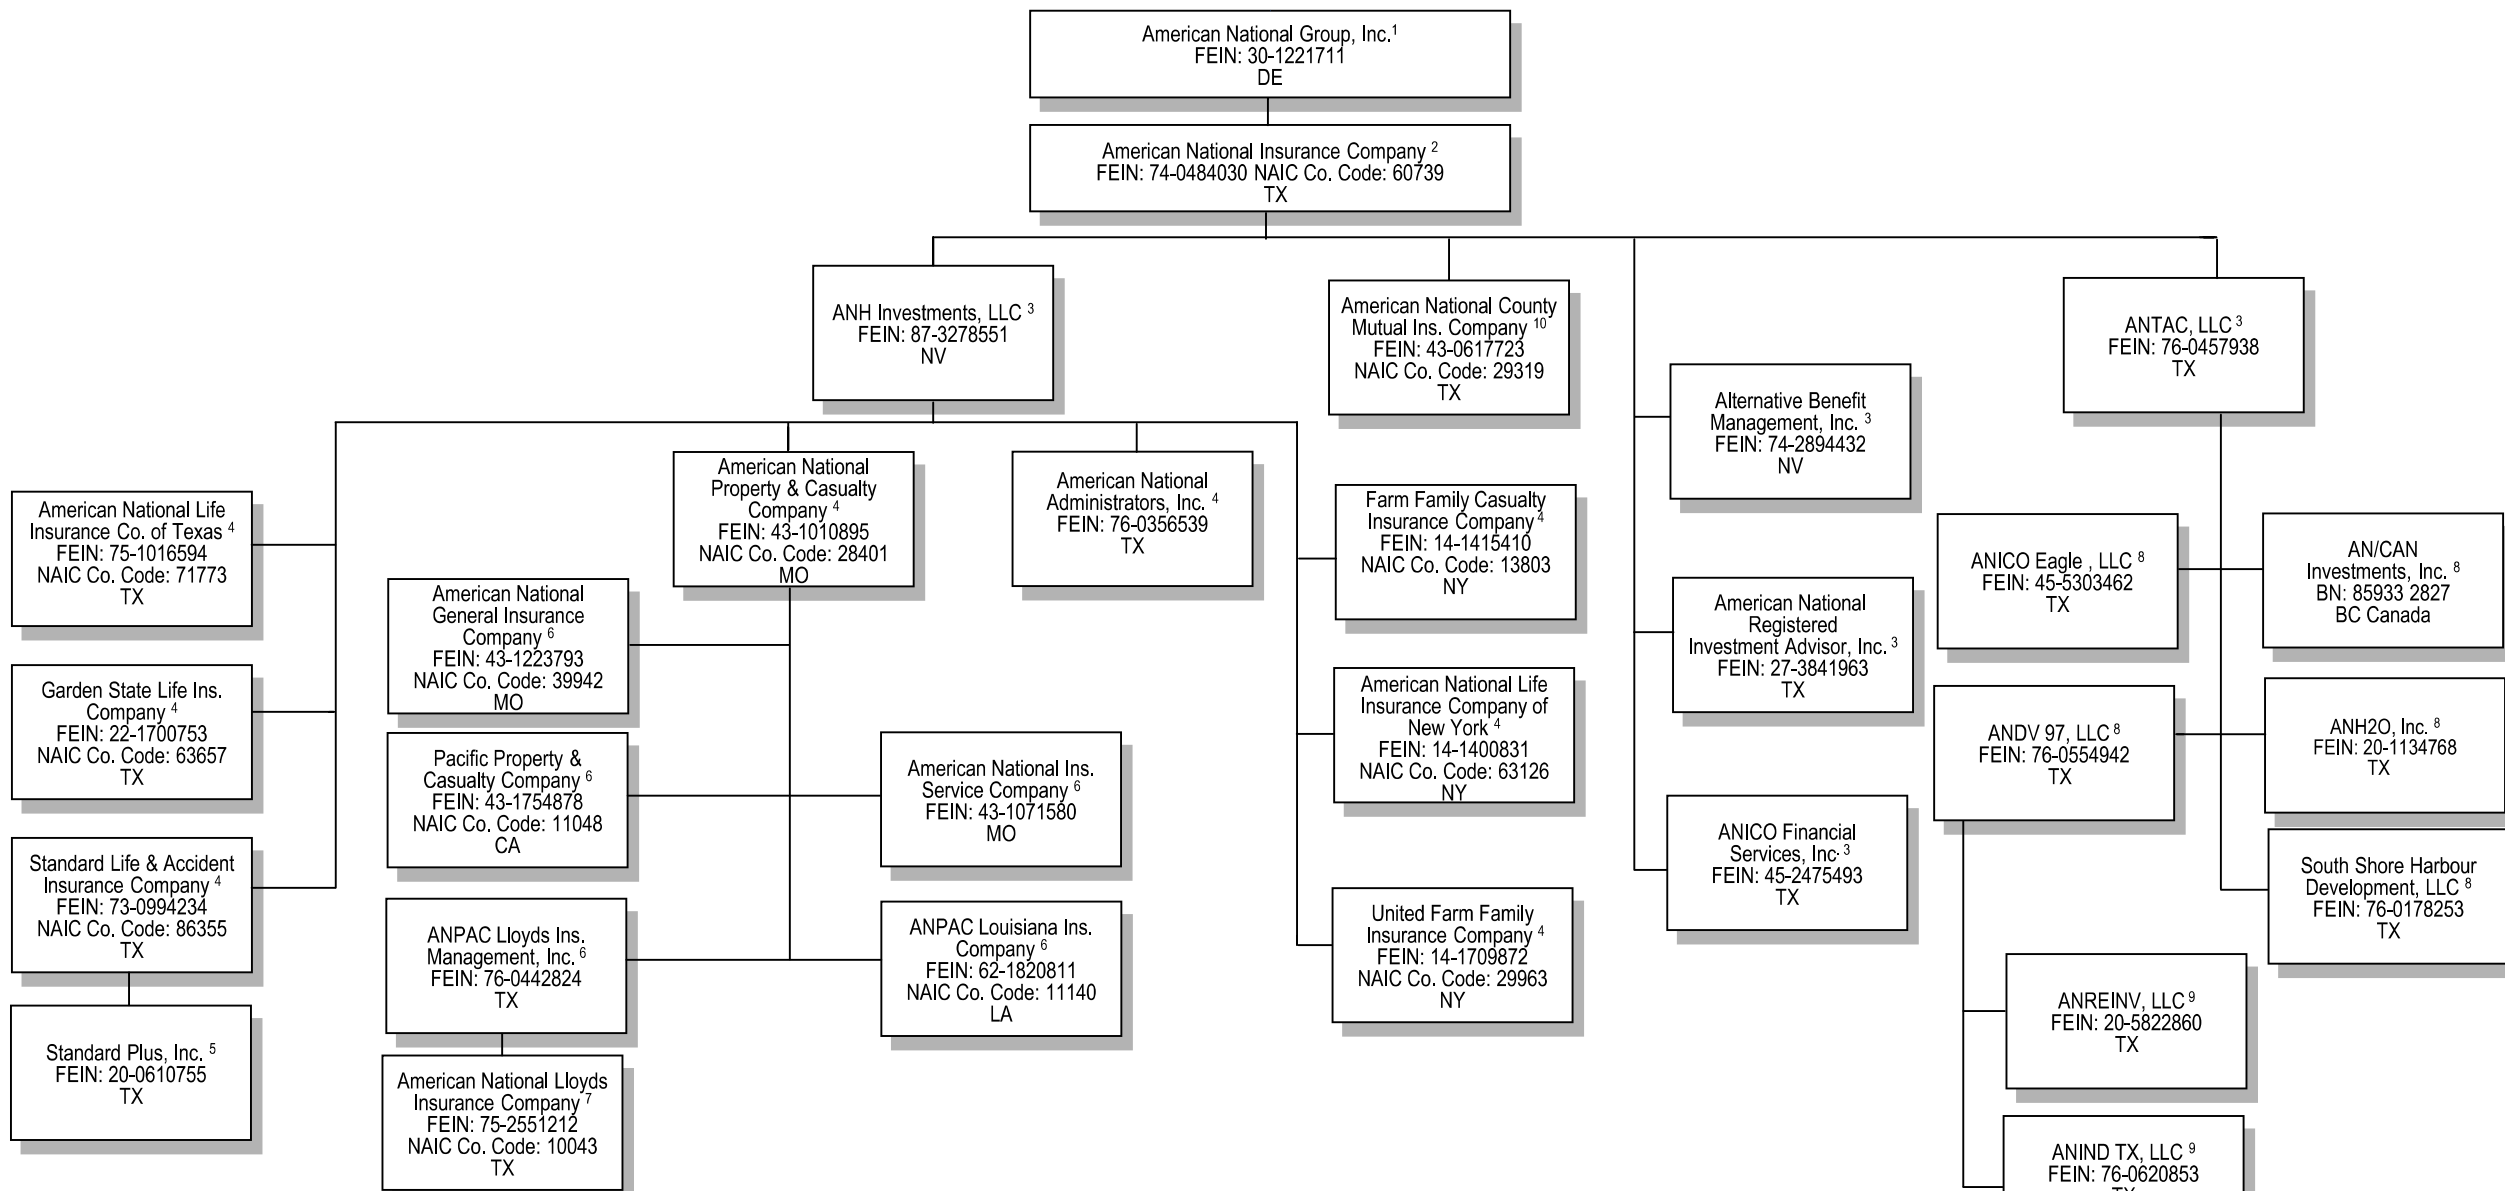 American National Group, Inc.¹
FEIN: 30-1221711
DE
American National Insurance Company ²
FEIN: 74-0484030 NAIC Co. Code: 60739
TX
ANH Investments, LLC ³
FEIN: 87-3278551
NV
American National County
Mutual Ins. Company ¹⁰
FEIN: 43-0617723
NAIC Co. Code: 29319
TX
ANTAC, LLC ³
FEIN: 76-0457938
TX
Alternative Benefit
Management, Inc. ³
FEIN: 74-2894432
NV
American National Life
Insurance Co. of Texas ⁴
FEIN: 75-1016594
NAIC Co. Code: 71773
TX
American National
Property & Casualty
Company ⁴
FEIN: 43-1010895
NAIC Co. Code: 28401
MO
American National
Administrators, Inc. ⁴
FEIN: 76-0356539
TX
Farm Family Casualty
Insurance Company ⁴
FEIN: 14-1415410
NAIC Co. Code: 13803
NY
ANICO Eagle , LLC ⁸
FEIN: 45-5303462
TX
AN/CAN
Investments, Inc. ⁸
BN: 85933 2827
BC Canada
American National
General Insurance
Company ⁶
FEIN: 43-1223793
NAIC Co. Code: 39942
MO
American National
Registered
Investment Advisor, Inc. ³
FEIN: 27-3841963
TX
Garden State Life Ins.
Company ⁴
FEIN: 22-1700753
NAIC Co. Code: 63657
TX
American National Life
Insurance Company of
New York ⁴
FEIN: 14-1400831
NAIC Co. Code: 63126
NY
ANDV 97, LLC ⁸
FEIN: 76-0554942
TX
ANH2O, Inc. ⁸
FEIN: 20-1134768
TX
Pacific Property &
Casualty Company ⁶
FEIN: 43-1754878
NAIC Co. Code: 11048
CA
American National Ins.
Service Company ⁶
FEIN: 43-1071580
MO
ANICO Financial
Services, Inc. ³
FEIN: 45-2475493
TX
Standard Life & Accident
Insurance Company ⁴
FEIN: 73-0994234
NAIC Co. Code: 86355
TX
South Shore Harbour
Development, LLC ⁸
FEIN: 76-0178253
TX
ANPAC Lloyds Ins.
Management, Inc. ⁶
FEIN: 76-0442824
TX
ANPAC Louisiana Ins.
Company ⁶
FEIN: 62-1820811
NAIC Co. Code: 11140
LA
United Farm Family
Insurance Company ⁴
FEIN: 14-1709872
NAIC Co. Code: 29963
NY
ANREINV, LLC ⁹
FEIN: 20-5822860
TX
Standard Plus, Inc. ⁵
FEIN: 20-0610755
TX
American National Lloyds
Insurance Company ⁷
FEIN: 75-2551212
NAIC Co. Code: 10043
TX
ANIND TX, LLC ⁹
FEIN: 76-0620853
TX